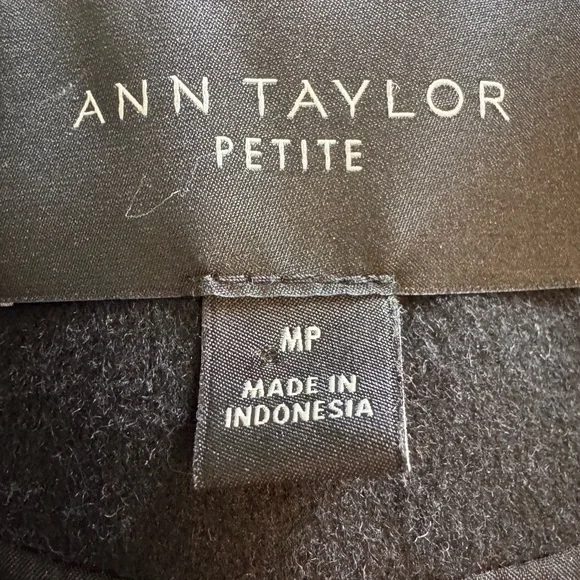 ANN TAYLOR
PETITE
MP
MADE IN
INDONESIA